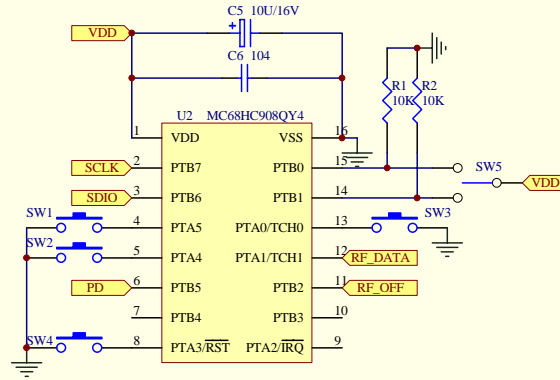 C5 10U/16V
VDD
C6 104
R1 R2
10K 10K
U2 MC68HC908QY4
1 VDD VSS 16
SCLK 2 PTB7 PTB0 15
SW5
VDD
SDIO 3 PTB6 PTB1 14
SW1 4 PTA5 PTA0/TCH0 13 SW3
SW2 5 PTA4 PTA1/TCH1 12 RF_DATA
PD 6 PTB5 PTB2 11 RF_OFF
7 PTB4 PTB3 10
SW4 8 PTA3/RST PTA2/IRQ 9